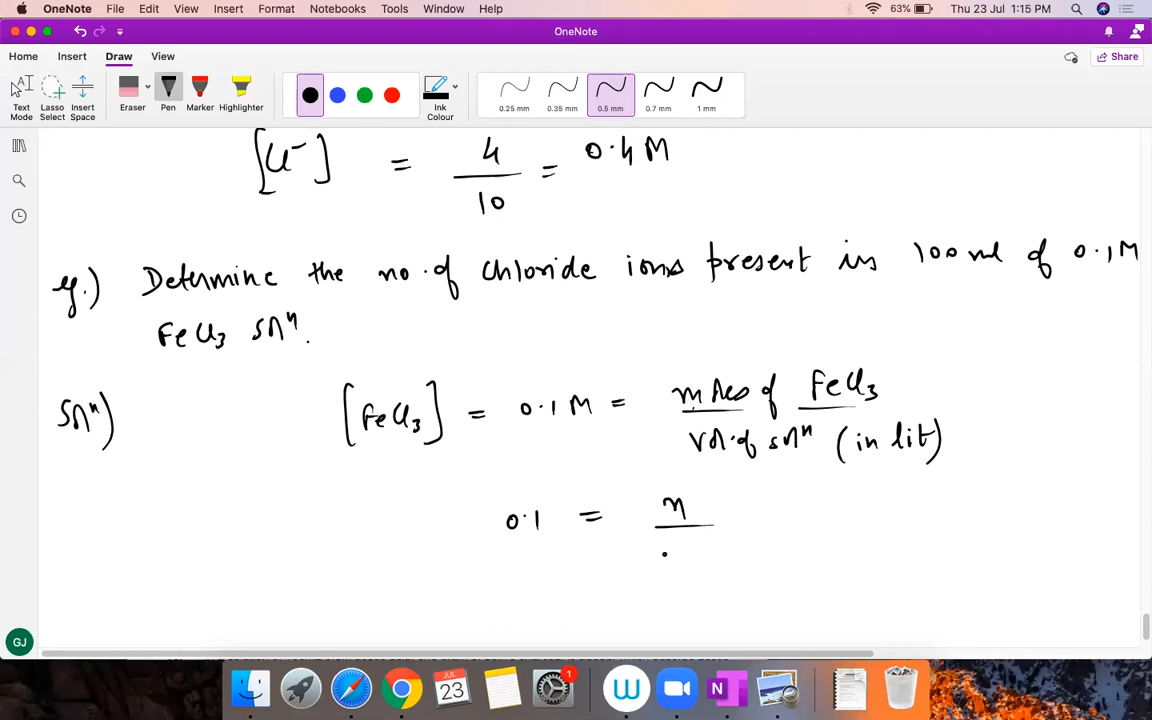 OneNote File Edit View Insert Format Notebooks Tools Window Help 63% Thu 23 Jul 1:15 PM
OneNote
Home Insert Draw View Share
Text Mode Lasso Select Insert Space Eraser Pen Marker Highlighter Ink Colour 0.25 mm 0.35 mm 0.5 mm 0.7 mm 1 mm
[Cl⁻] = 4/10 = 0.4 M
eg.) Determine the no. of chloride ions present in 100 ml of 0.1 M
FeCl₃ solⁿ.
Solⁿ) [FeCl₃] = 0.1 M = moles of FeCl₃ / vol. of solⁿ (in lit)
0.1 = n / .
GJ
JUL 23
1